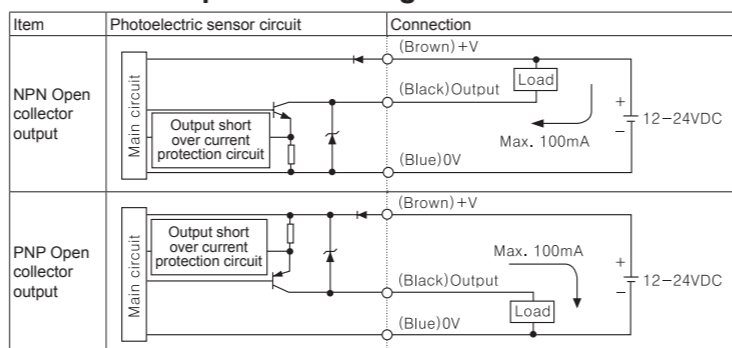 Item
Photoelectric sensor circuit
Connection
NPN Open
collector
output
Main circuit
Output short
over current
protection circuit
(Brown)+V
(Black)Output
(Blue)0V
Load
Max. 100mA
+
−
12−24VDC
PNP Open
collector
output
Main circuit
Output short
over current
protection circuit
(Brown)+V
(Black)Output
(Blue)0V
Max. 100mA
Load
+
−
12−24VDC